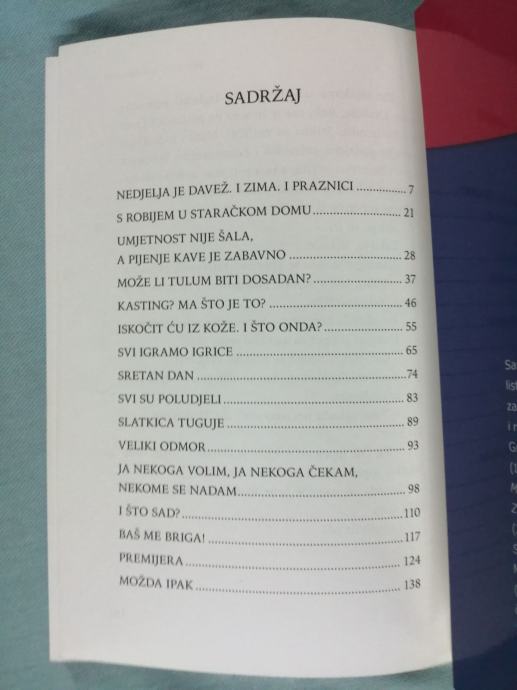 SADRŽAJ
NEDJELJA JE DAVEŽ. I ZIMA. I PRAZNICI ............... 7
S ROBIJEM U STARAČKOM DOMU ........................ 21
UMJETNOST NIJE ŠALA,
A PIJENJE KAVE JE ZABAVNO ............................ 28
MOŽE LI TULUM BITI DOSADAN? ........................ 37
KASTING? MA ŠTO JE TO? ................................ 46
ISKOČIT ĆU IZ KOŽE. I ŠTO ONDA? ..................... 55
SVI IGRAMO IGRICE ....................................... 65
SRETAN DAN ................................................ 74
SVI SU POLUDJELI ......................................... 83
SLATKICA TUGUJE .......................................... 89
VELIKI ODMOR ............................................. 93
JA NEKOGA VOLIM, JA NEKOGA ČEKAM,
NEKOME SE NADAM ........................................ 98
I ŠTO SAD? ................................................. 110
BAŠ ME BRIGA! ............................................. 117
PREMIJERA .................................................. 124
MOŽDA IPAK ................................................ 138